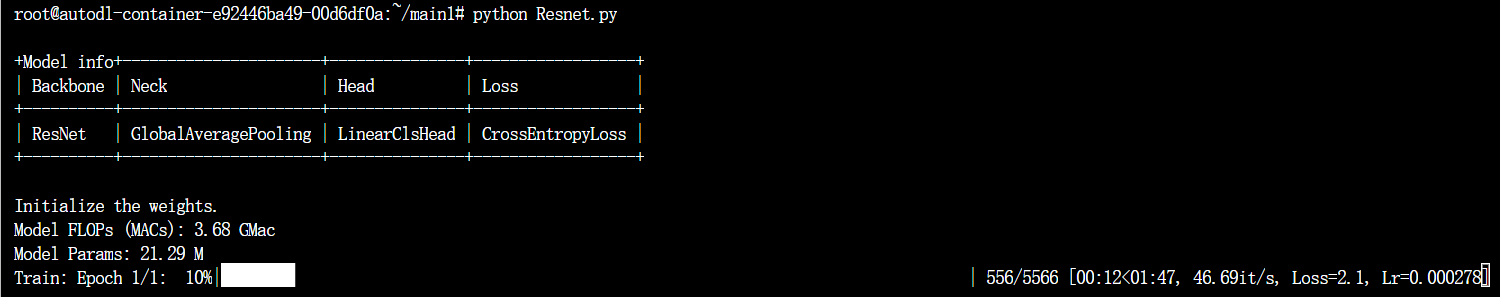 root@autodl-container-e92446ba49-00d6df0a:~/main1# python Resnet.py
+Model info+----------------------+---------------+------------------+
| Backbone | Neck | Head | Loss |
+----------+----------------------+---------------+------------------+
| ResNet | GlobalAveragePooling | LinearClsHead | CrossEntropyLoss |
+----------+----------------------+---------------+------------------+
Initialize the weights.
Model FLOPs (MACs): 3.68 GMac
Model Params: 21.29 M
Train: Epoch 1/1: 10%| | 556/5566 [00:12<01:47, 46.69it/s, Loss=2.1, Lr=0.000278]